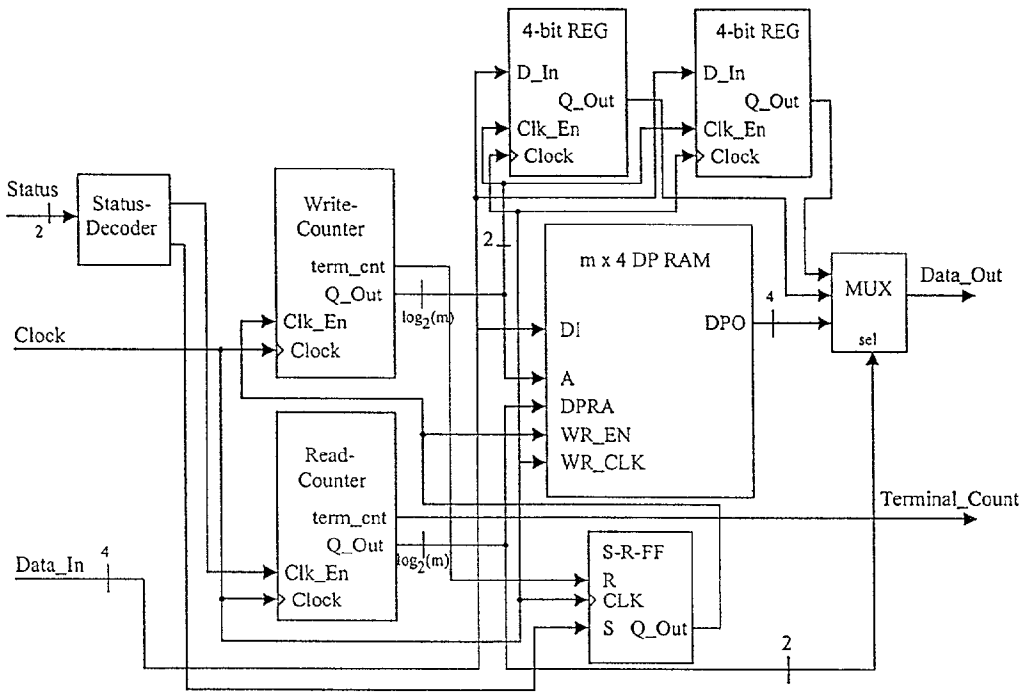 4-bit REG
D_In
Q_Out
Clk_En
Clock
4-bit REG
D_In
Q_Out
Clk_En
Clock
Status
2
Status-
Decoder
Write-
Counter
term_cnt
Q_Out
Clk_En
Clock
log2(m)
2
m x 4 DP RAM
DI
DPO
4
A
DPRA
WR_EN
WR_CLK
MUX
sel
Data_Out
Clock
Read-
Counter
term_cnt
Q_Out
Clk_En
Clock
log2(m)
Terminal_Count
Data_In
4
S-R-FF
R
CLK
S
Q_Out
2